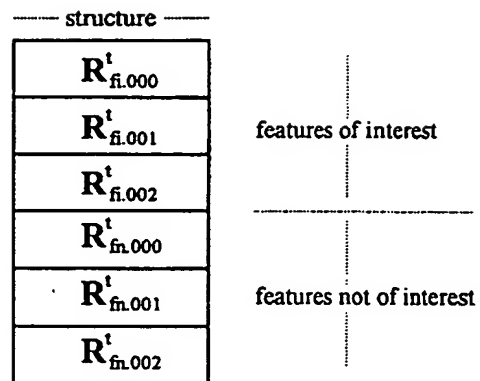 structure
R^t_fi.000
R^t_fi.001
features of interest
R^t_fi.002
R^t_fn.000
R^t_fn.001
features not of interest
R^t_fn.002